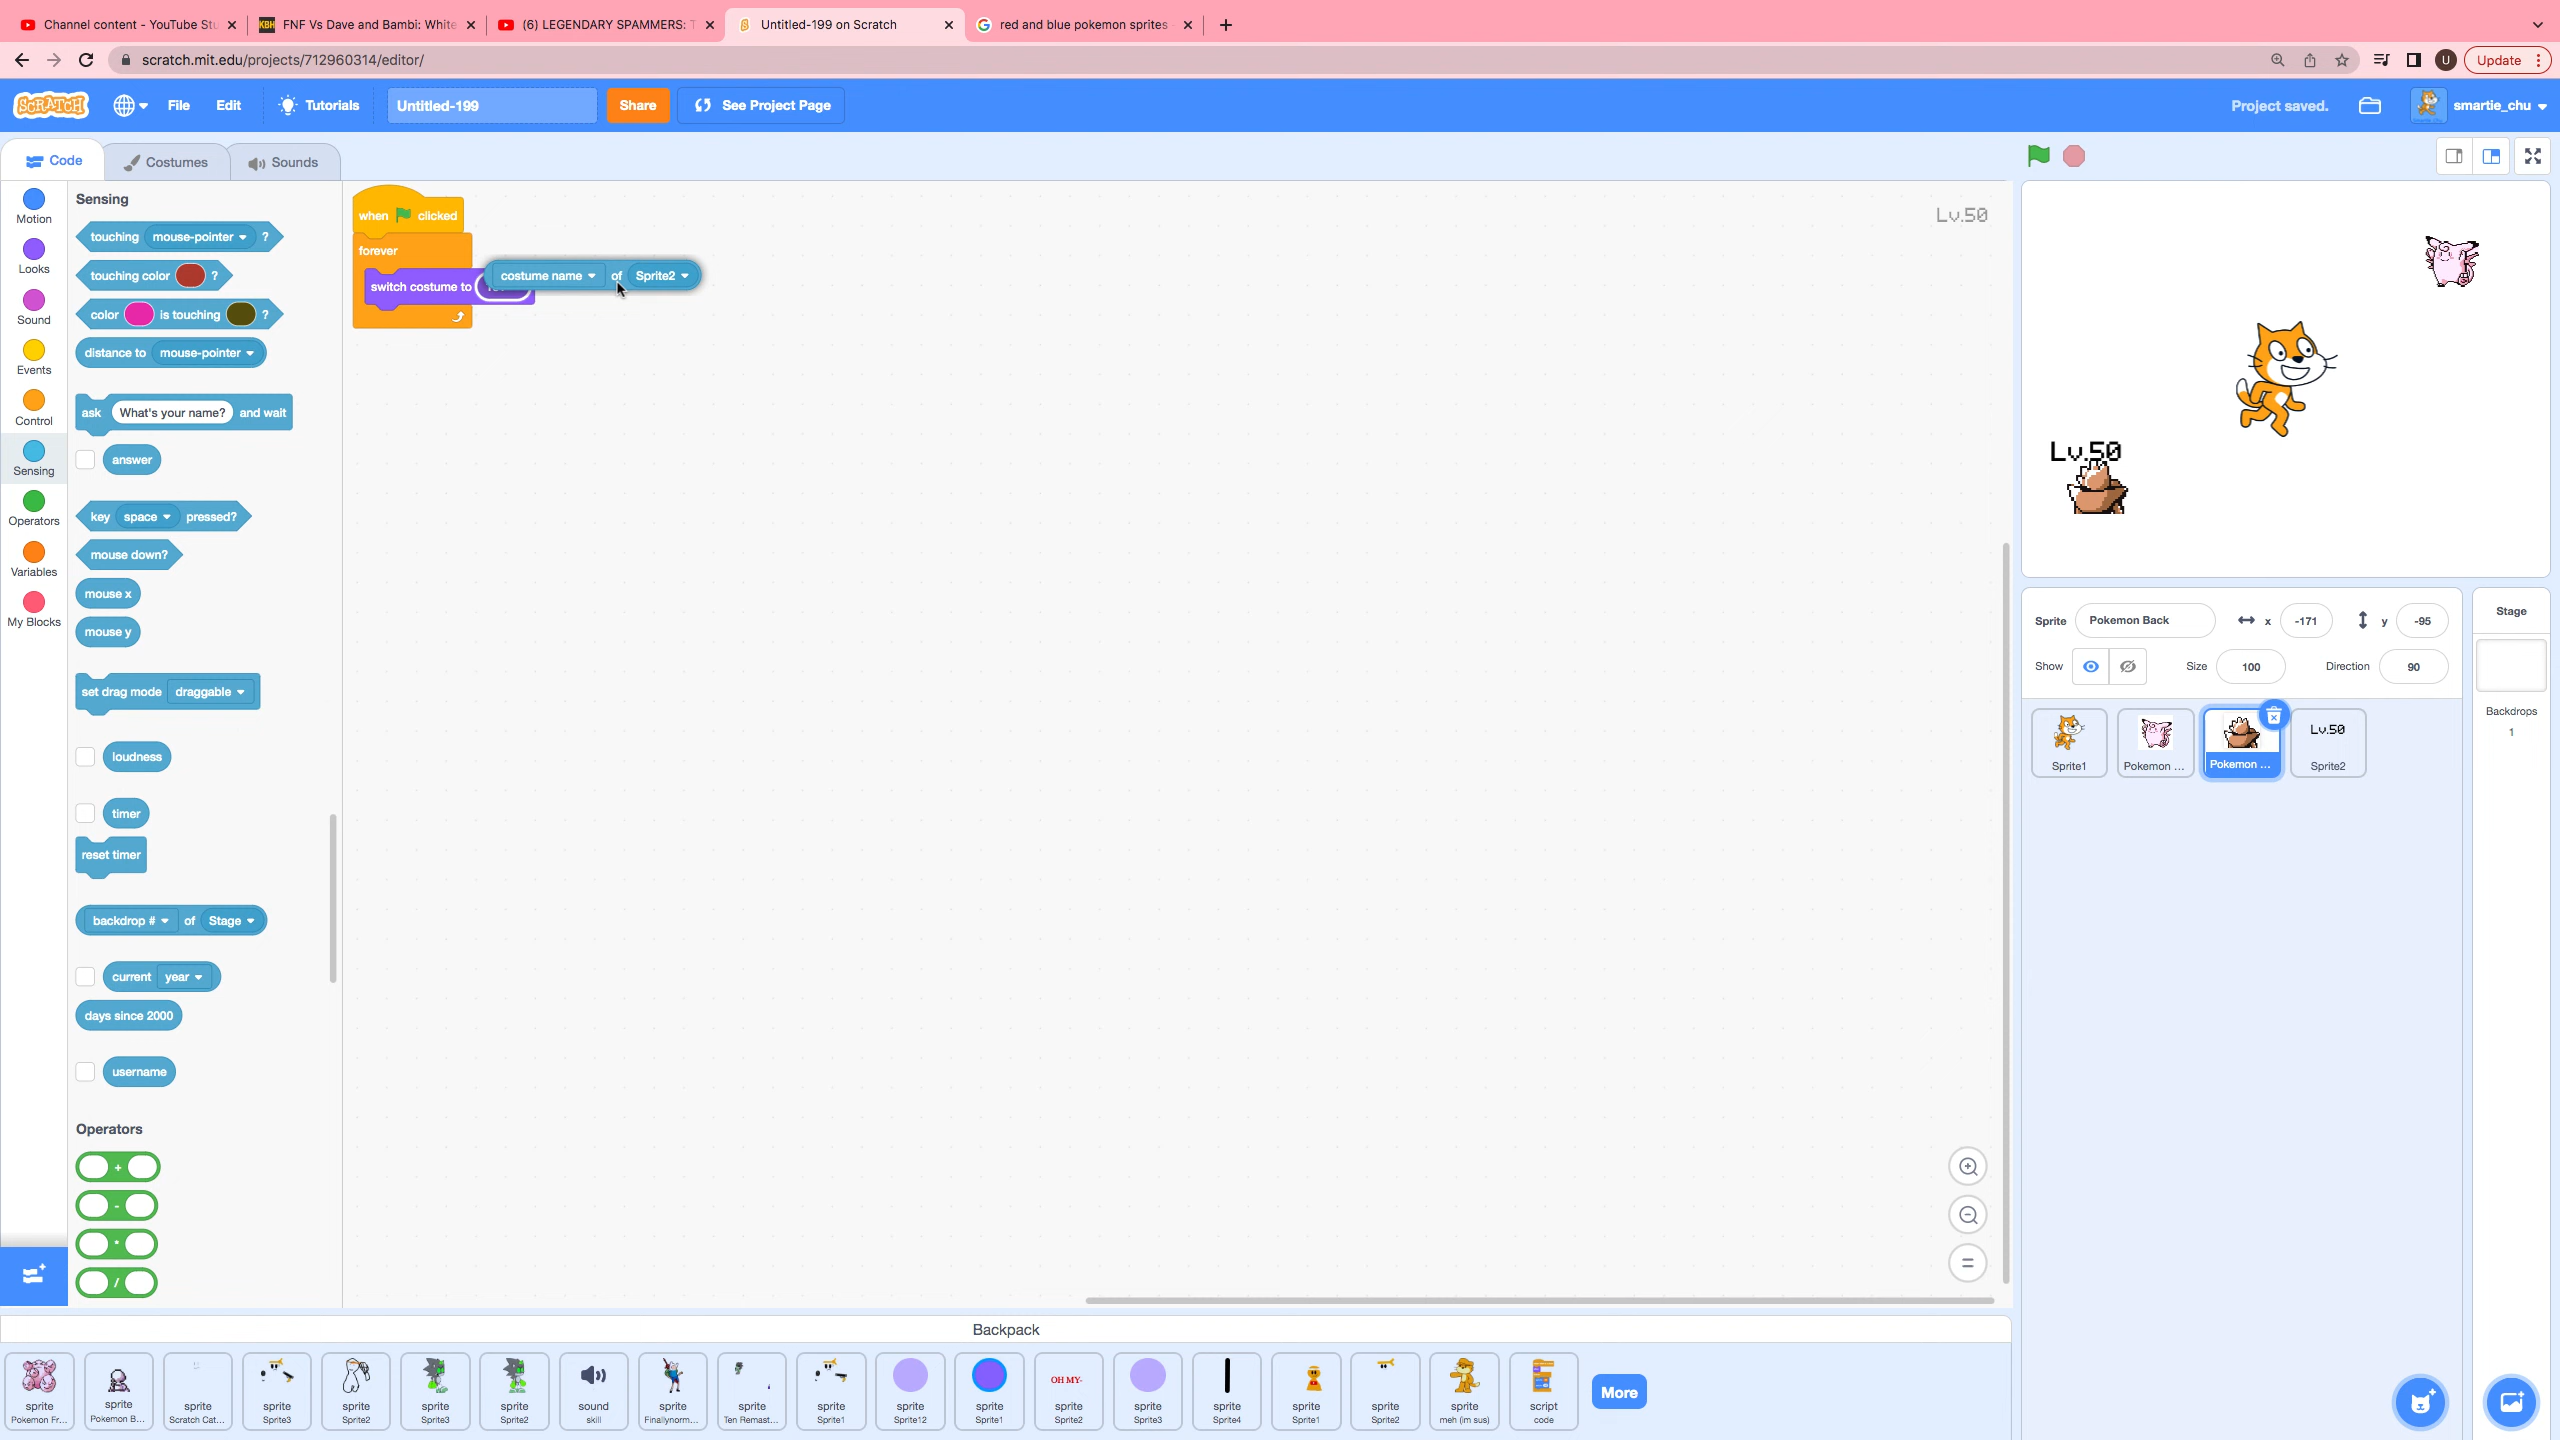 Channel content - YouTube Stu
FNF Vs Dave and Bambi: White
(6) LEGENDARY SPAMMERS: T
Untitled-199 on Scratch
red and blue pokemon sprites
scratch.mit.edu/projects/712960314/editor/
U
Update
SCRATCH
File
Edit
Tutorials
Untitled-199
Share
See Project Page
Project saved.
smartie_chu
Code
Costumes
Sounds
Motion
Looks
Sound
Events
Control
Sensing
Operators
Variables
My Blocks
Sensing
touching mouse-pointer ?
touching color ?
color is touching ?
distance to mouse-pointer
ask What's your name? and wait
answer
key space pressed?
mouse down?
mouse x
mouse y
set drag mode draggable
loudness
timer
reset timer
backdrop # of Stage
current year
days since 2000
username
Operators
+
-
*
/
when clicked
forever
switch costume to
costume name of Sprite2
Lv.50
Lv.50
Sprite Pokemon Back x -171 y -95
Show Size 100 Direction 90
Sprite1
Pokemon ...
Pokemon ...
Lv.50
Sprite2
Stage
Backdrops
1
Backpack
sprite
Pokemon Fr...
sprite
Pokemon B...
sprite
Scratch Cat...
sprite
Sprite3
sprite
Sprite2
sprite
Sprite3
sprite
Sprite2
sound
skill
sprite
Finallynorm...
sprite
Ten Remast...
sprite
Sprite1
sprite
Sprite12
sprite
Sprite1
OH MY-
sprite
Sprite2
sprite
Sprite3
sprite
Sprite4
sprite
Sprite1
sprite
Sprite2
sprite
meh (im sus)
script
code
More